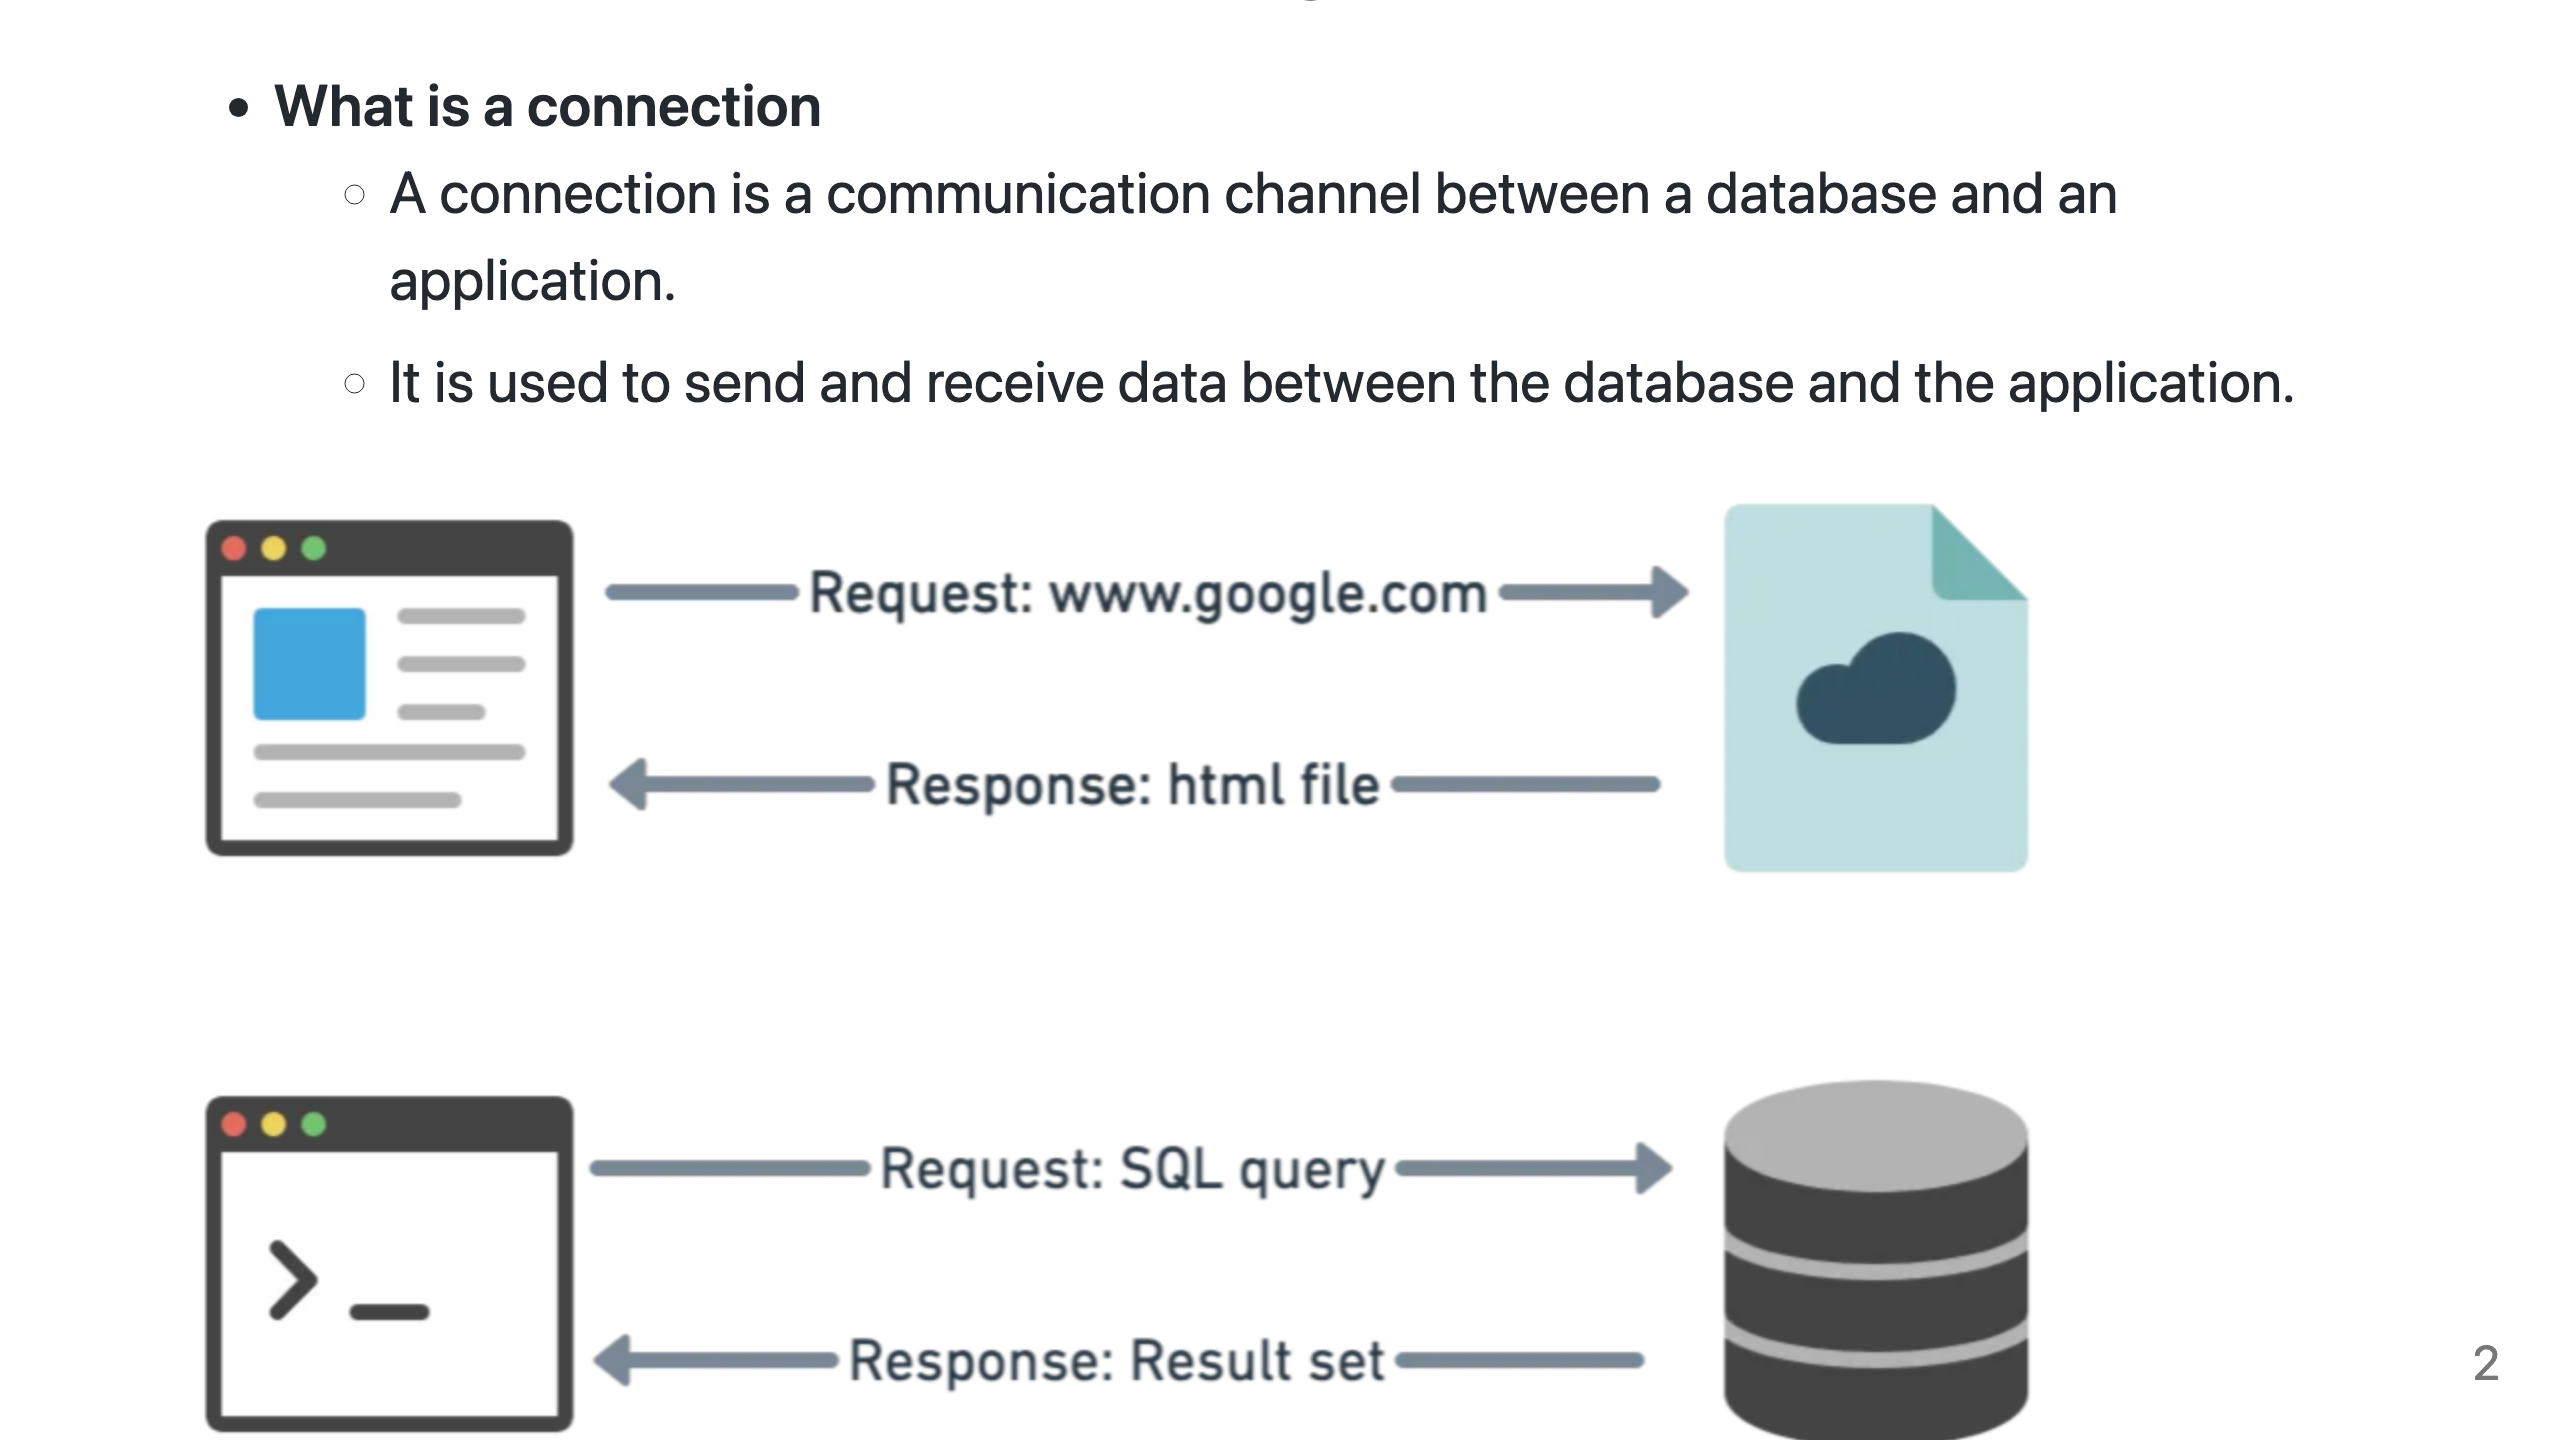 What is a connection
A connection is a communication channel between a database and an
application.
It is used to send and receive data between the database and the application.
Request: www.google.com
Response: html file
Request: SQL query
Response: Result set
2